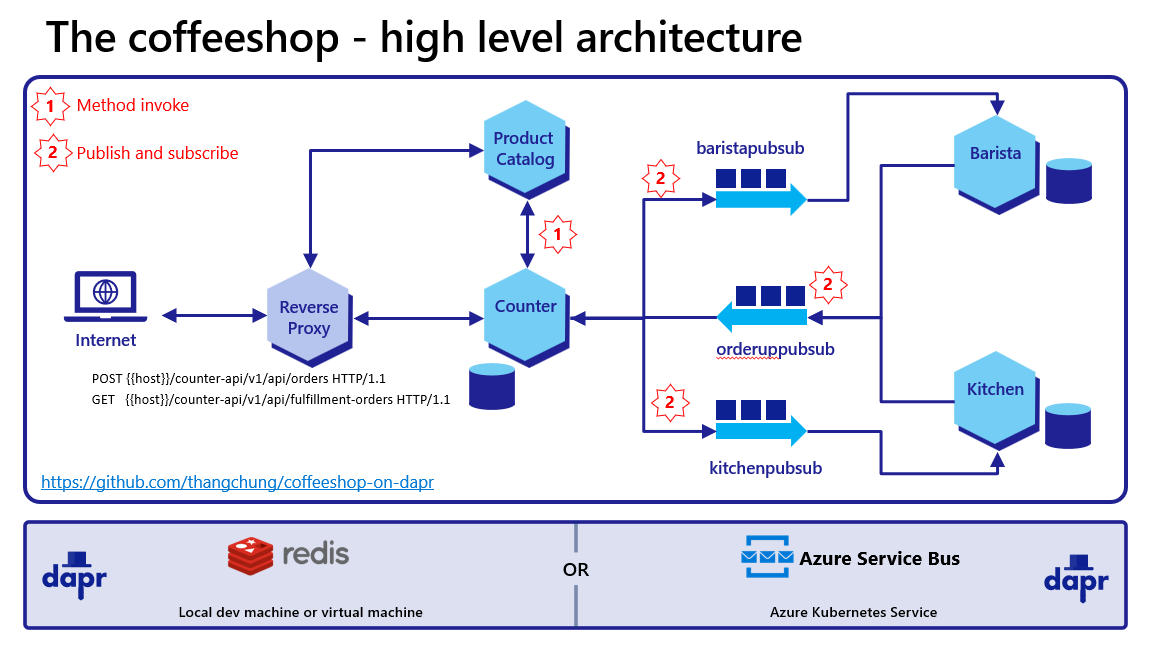 The coffeeshop - high level architecture
1 Method invoke
2 Publish and subscribe
Product
Catalog
1
baristapubsub
2
Barista
Internet
Reverse
Proxy
Counter
2
orderuppubsub
POST {{host}}/counter-api/v1/api/orders HTTP/1.1
GET {{host}}/counter-api/v1/api/fulfillment-orders HTTP/1.1
2
kitchenpubsub
Kitchen
https://github.com/thangchung/coffeeshop-on-dapr
dapr
redis
Local dev machine or virtual machine
OR
Azure Service Bus
Azure Kubernetes Service
dapr